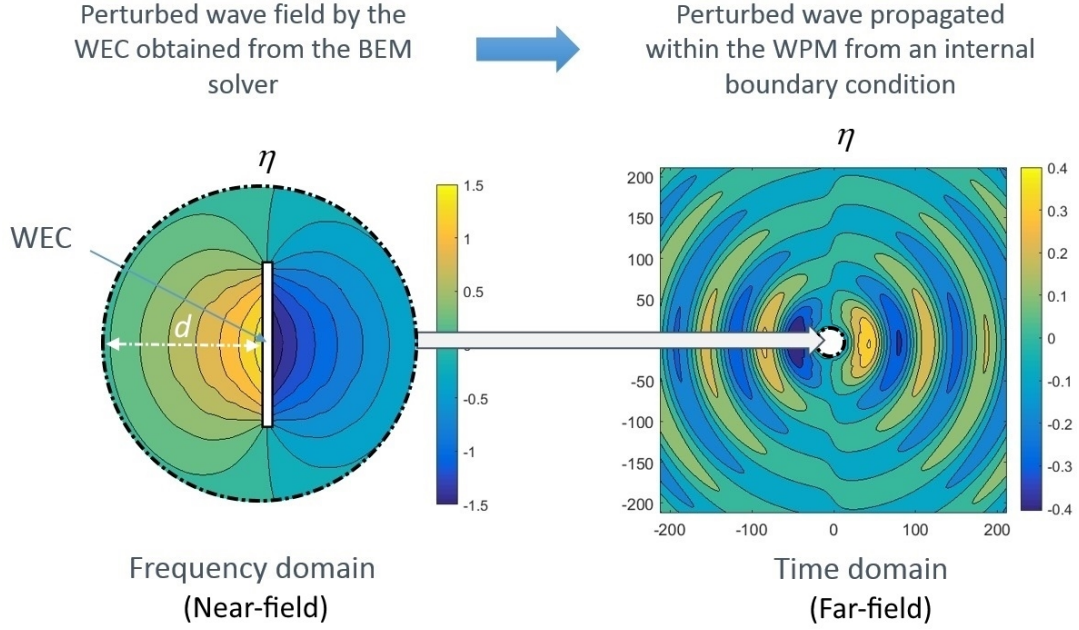 Perturbed wave field by the
WEC obtained from the BEM
solver
Perturbed wave propagated
within the WPM from an internal
boundary condition
η
WEC
d
1.5
1
0.5
-0.5
-1
-1.5
η
200
150
100
50
0
-50
-100
-150
-200
-200
-100
0
100
200
0.4
0.3
0.2
0.1
0
-0.1
-0.2
-0.3
-0.4
Frequency domain
(Near-field)
Time domain
(Far-field)